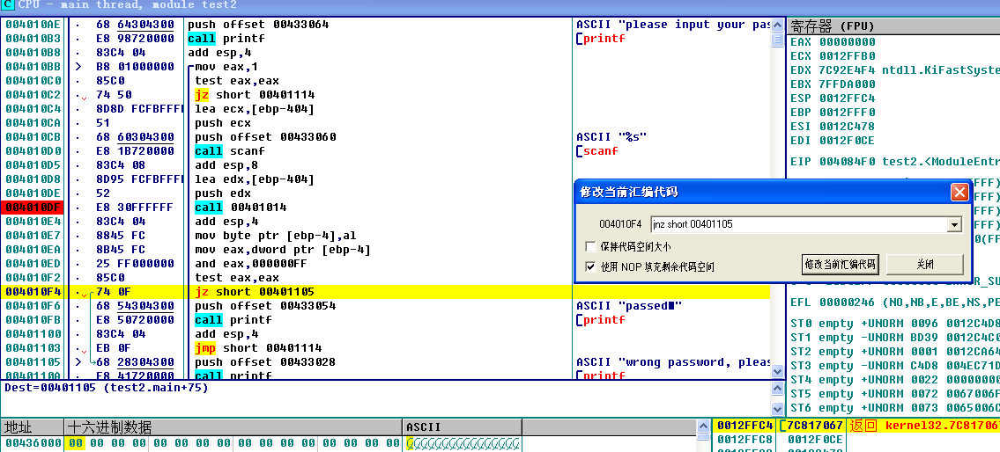 C CPU - main thread, module test2
004010AE · 68 64304300 push offset 00433064 ASCII "please input your pas
004010B3 · E8 98720000 call printf [printf
004010B8 · 83C4 04 add esp,4
004010BB > B8 01000000 mov eax,1
004010C0 · 85C0 test eax,eax
004010C2 · 74 50 jz short 00401114
004010C4 · 8D8D FCFBFFFF lea ecx,[ebp-404]
004010CA · 51 push ecx
004010CB · 68 60304300 push offset 00433060 ASCII "%s"
004010D0 · E8 1B720000 call scanf [scanf
004010D5 · 83C4 08 add esp,8
004010D8 · 8D95 FCFBFFFF lea edx,[ebp-404]
004010DE · 52 push edx
004010DF · E8 30FFFFFF call 00401014
004010E4 · 83C4 04 add esp,4
004010E7 · 8845 FC mov byte ptr [ebp-4],al
004010EA · 8B45 FC mov eax,dword ptr [ebp-4]
004010ED · 25 FF000000 and eax,000000FF
004010F2 · 85C0 test eax,eax
004010F4 · 74 0F jz short 00401105
004010F6 · 68 54304300 push offset 00433054 ASCII "passed■"
004010FB · E8 50720000 call printf [printf
00401100 · 83C4 04 add esp,4
00401103 · EB 0F jmp short 00401114
00401105 > 68 28304300 push offset 00433028 ASCII "wrong password, pleas
0040110A · E8 41720000 call printf [printf
Dest=00401105 (test2.main+75)
寄存器 (FPU)
EAX 00000000
ECX 0012FFB0
EDX 7C92E4F4 ntdll.KiFastSyste
EBX 7FFDA000
ESP 0012FFC4
EBP 0012FFF0
ESI 0012C478
EDI 0012F0CE
EIP 004084F0 test2.<ModuleEntr
FFF)
FFF)
FFF)
FFF)
0(FF
FFF)
ERROR_SU
EFL 00000246 (NO,NB,E,BE,NS,PE
ST0 empty +UNORM 0096 0012C4D8
ST1 empty -UNORM BD39 0012C4C0
ST2 empty +UNORM 0001 0012CA64
ST3 empty -UNORM C4D8 004EC71D
ST4 empty +UNORM 0022 00000000
ST5 empty +UNORM 0072 0067006F
ST6 empty +UNORM 0073 0065006C
修改当前汇编代码
004010F4 jnz short 00401105
保持代码空间大小
使用 NOP 填充剩余代码空间
修改当前汇编代码 关闭
地址 十六进制数据 ASCII
00436000 00 00 00 00 00 00 00 00 00 00 00 00 00 00 00 00
0012FFC4 [7C817067 返回 kernel32.7C81706
0012FFC8 0012F0CE